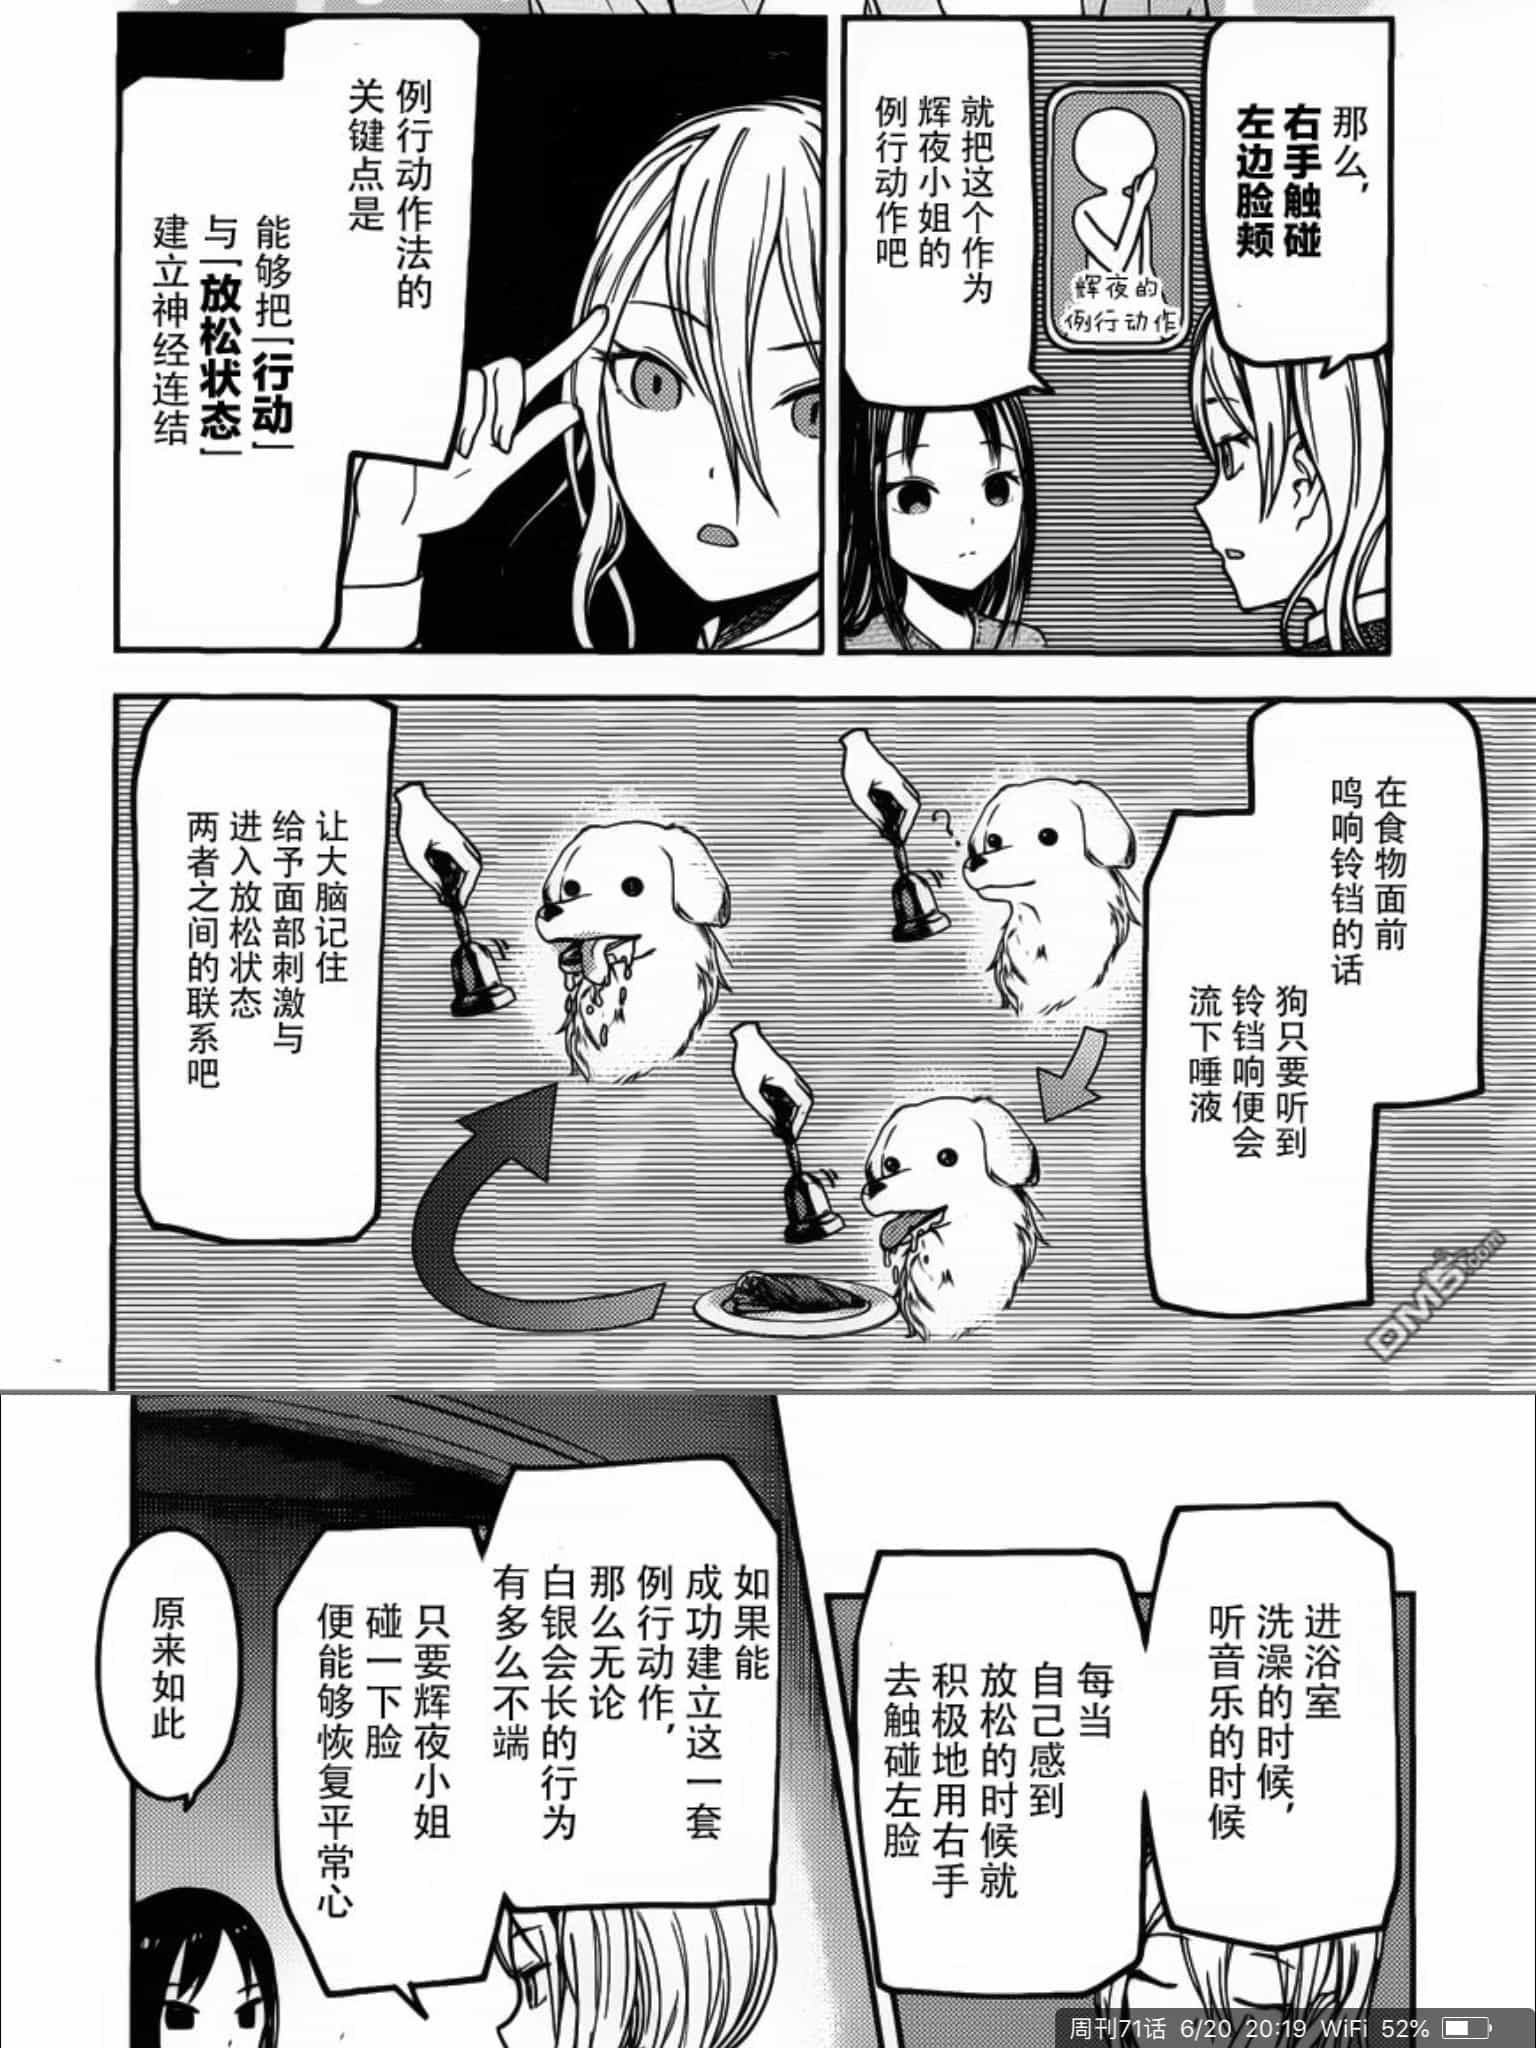 那么，
右手触碰
左边脸颊
辉夜的
例行动作
就把这个作为
辉夜小姐的
例行动作吧
例行动作法的
关键点是
能够把「行动」
与「放松状态」
建立神经连结
在食物面前
鸣响铃铛的话
狗只要听到
铃铛响便会
流下唾液
?
让大脑记住
给予面部刺激与
进入放松状态
两者之间的联系吧
DM5.com
进浴室
洗澡的时候，
听音乐的时候
每当
自己感到
放松的时候就
积极地用右手
去触碰左脸
如果能
成功建立这一套
例行动作，
那么无论
白银会长的行为
有多么不端
只要辉夜小姐
碰一下脸
便能够恢复平常心
原来如此
周刊71话 6/20 20:19 WiFi 52%